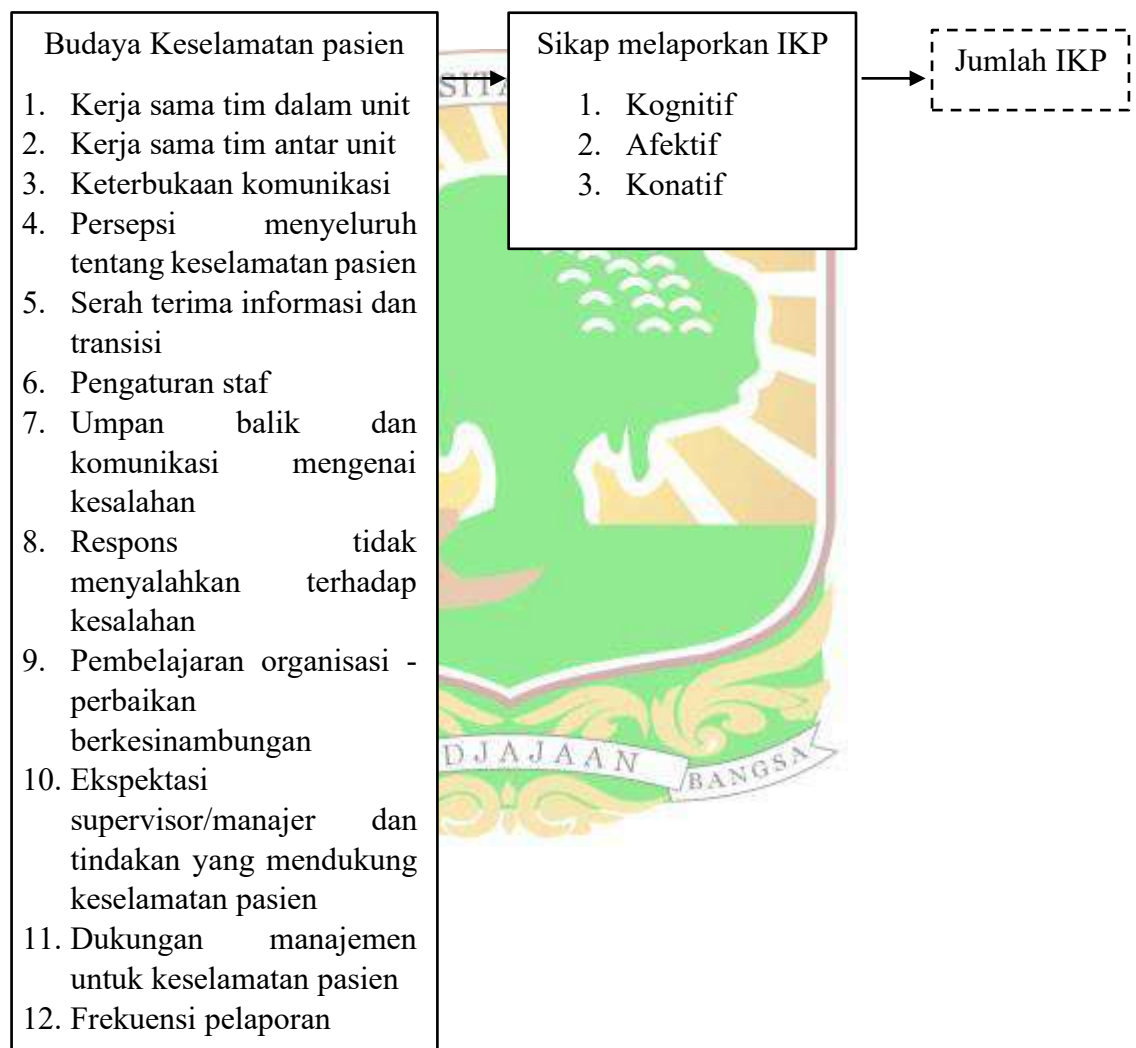 Budaya Keselamatan pasien
1. Kerja sama tim dalam unit
2. Kerja sama tim antar unit
3. Keterbukaan komunikasi
4. Persepsi menyeluruh
tentang keselamatan pasien
5. Serah terima informasi dan
transisi
6. Pengaturan staf
7. Umpan balik dan
komunikasi mengenai
kesalahan
8. Respons tidak
menyalahkan terhadap
kesalahan
9. Pembelajaran organisasi -
perbaikan
berkesinambungan
10. Ekspektasi
supervisor/manajer dan
tindakan yang mendukung
keselamatan pasien
11. Dukungan manajemen
untuk keselamatan pasien
12. Frekuensi pelaporan
Sikap melaporkan IKP
1. Kognitif
2. Afektif
3. Konatif
Jumlah IKP
SITA
DJAJAAN BANGSA